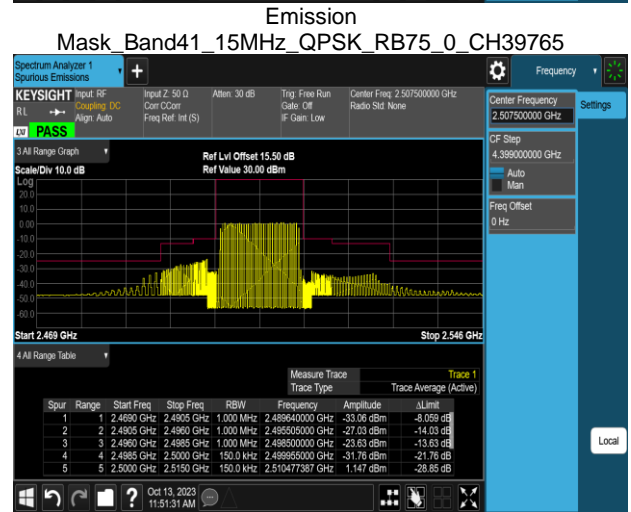 Emission
Mask_Band41_15MHz_QPSK_RB75_0_CH39765
Spectrum Analyzer 1
Spurious Emissions
+
Frequency
KEYSIGHT Input: RF Input Z: 50 Ω Atten: 30 dB Trig: Free Run Center Freq: 2.507500000 GHz
RL Coupling: DC Corr CCorr Gate: Off Radio Std: None
Align: Auto Freq Ref: Int (S) IF Gain: Low
LXI PASS
Center Frequency
2.507500000 GHz
Settings
CF Step
4.399000000 GHz
Auto
Man
Freq Offset
0 Hz
3 All Range Graph
Ref Lvl Offset 15.50 dB
Scale/Div 10.0 dB Ref Value 30.00 dBm
Log
20.0
10.0
0.00
-10.0
-20.0
-30.0
-40.0
-50.0
-60.0
Start 2.469 GHz Stop 2.546 GHz
4 All Range Table
Measure Trace Trace 1
Trace Type Trace Average (Active)
Spur Range Start Freq Stop Freq RBW Frequency Amplitude ΔLimit
1 1 2.4690 GHz 2.4905 GHz 1.000 MHz 2.489640000 GHz -33.06 dBm -8.059 dB
2 2 2.4905 GHz 2.4960 GHz 1.000 MHz 2.495505000 GHz -27.03 dBm -14.03 dB
3 3 2.4960 GHz 2.4985 GHz 1.000 MHz 2.498500000 GHz -23.63 dBm -13.63 dB
4 4 2.4985 GHz 2.5000 GHz 150.0 kHz 2.499955000 GHz -31.76 dBm -21.76 dB
5 5 2.5000 GHz 2.5150 GHz 150.0 kHz 2.510477387 GHz 1.147 dBm -28.85 dB
Local
? Oct 13, 2023
11:51:31 AM